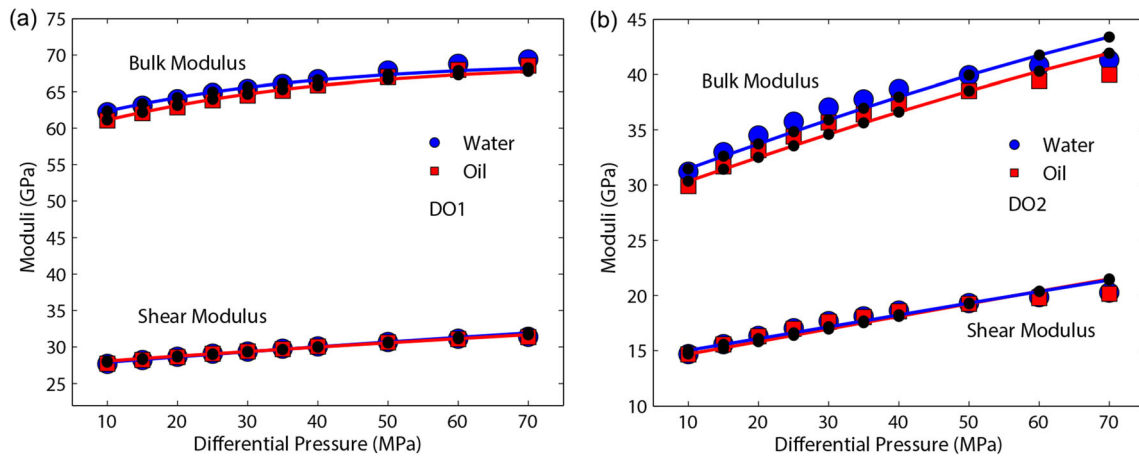 (a)
75
70
65
60
55
50
45
40
35
30
25
Moduli (GPa)
Bulk Modulus
Water
Oil
DO1
Shear Modulus
10 20 30 40 50 60 70
Differential Pressure (MPa)
(b)
45
40
35
30
25
20
15
10
Moduli (GPa)
Bulk Modulus
Water
Oil
DO2
Shear Modulus
10 20 30 40 50 60 70
Differential Pressure (MPa)